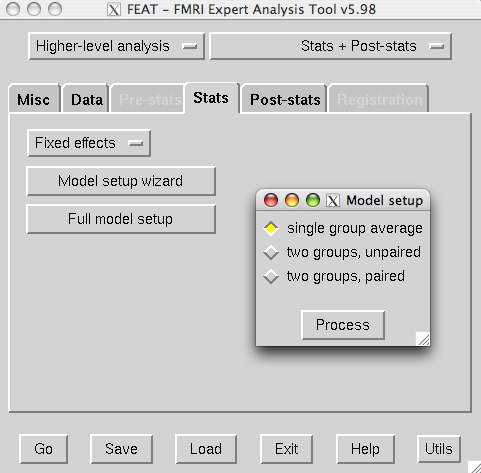 FEAT - FMRI Expert Analysis Tool v5.98
Higher-level analysis
Stats + Post-stats
Misc
Data
Pre-stats
Stats
Post-stats
Registration
Fixed effects
Model setup wizard
Full model setup
Model setup
single group average
two groups, unpaired
two groups, paired
Process
Go
Save
Load
Exit
Help
Utils